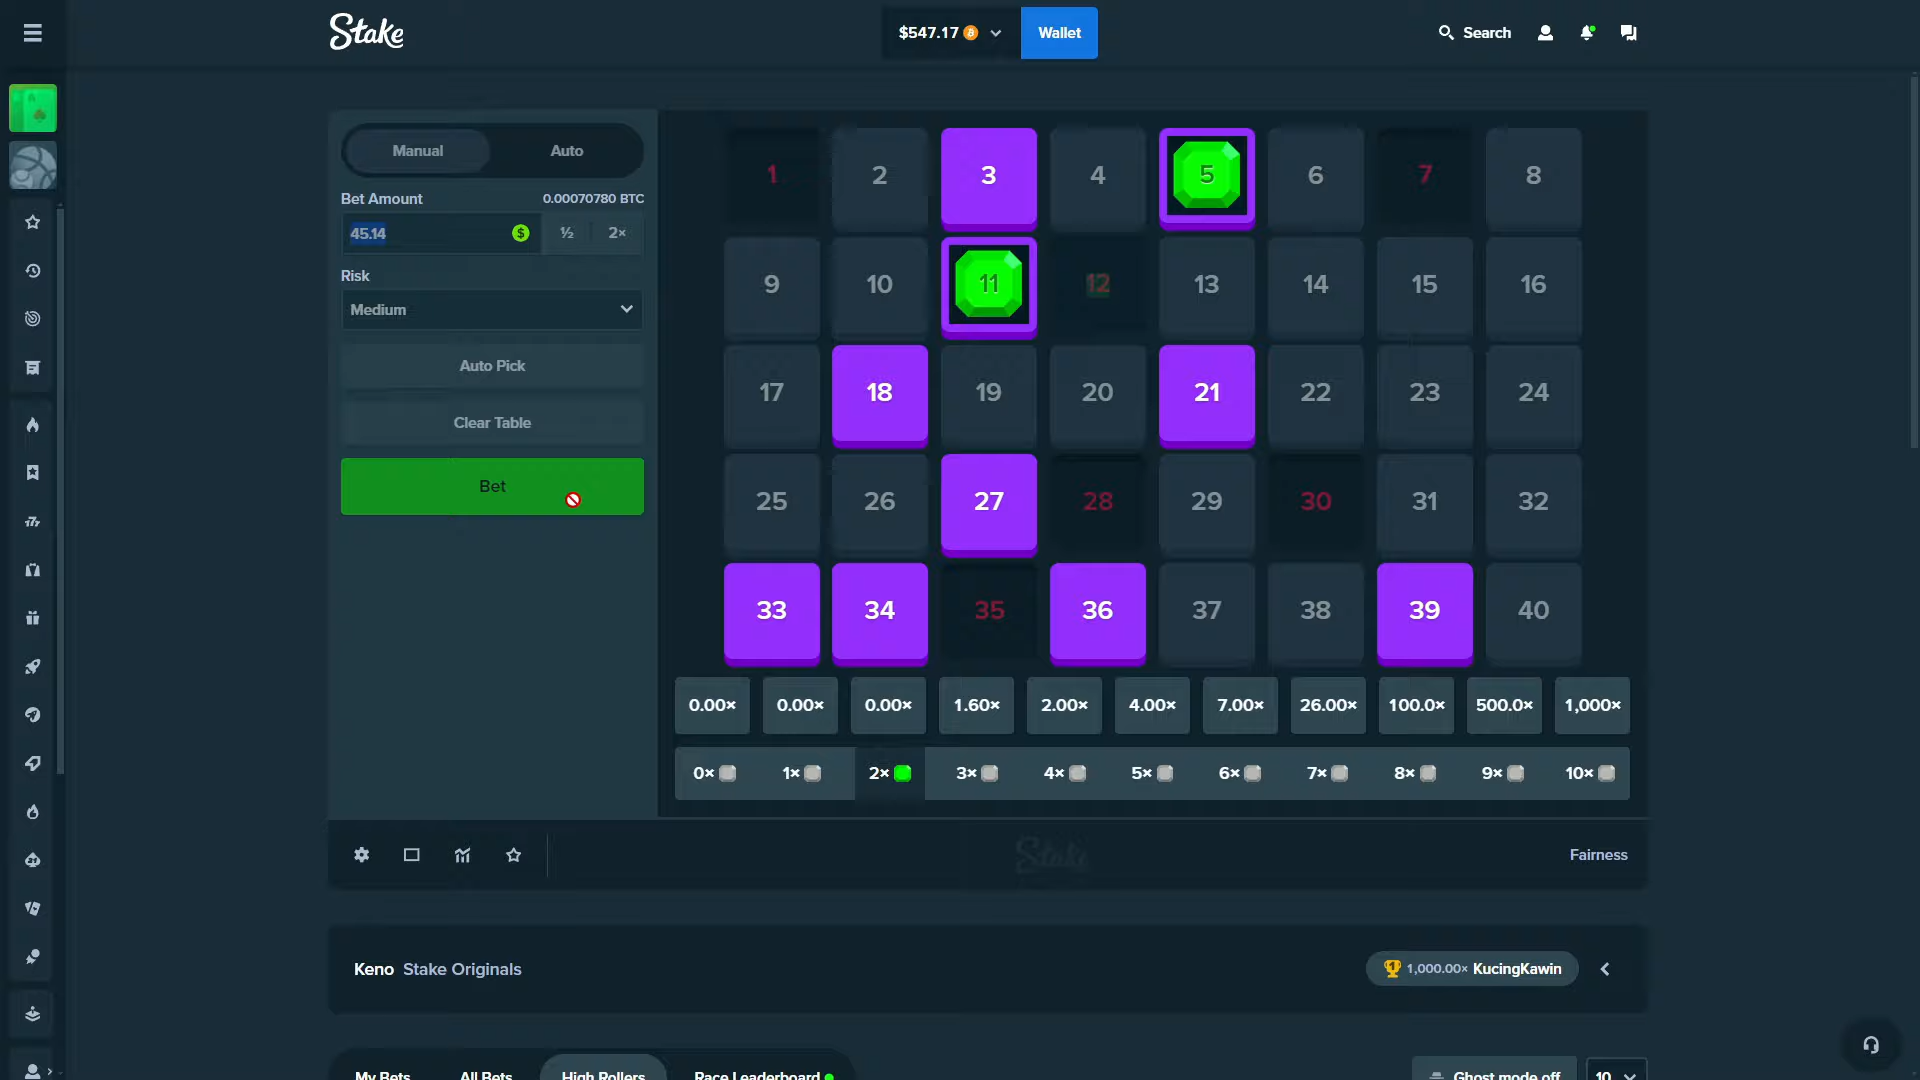 Stake
$547.17
Wallet
Search
Manual
Auto
Bet Amount
0.00070780 BTC
45.14
$
½
2×
Risk
Medium
Auto Pick
Clear Table
Bet
1 2 3 4 5 6 7 8
9 10 11 12 13 14 15 16
17 18 19 20 21 22 23 24
25 26 27 28 29 30 31 32
33 34 35 36 37 38 39 40
0.00× 0.00× 0.00× 1.60× 2.00× 4.00× 7.00× 26.00× 100.0× 500.0× 1,000×
0× 1× 2× 3× 4× 5× 6× 7× 8× 9× 10×
Stake
Fairness
Keno Stake Originals
1,000.00× KucingKawin
My Bets
All Bets
High Rollers
Race Leaderboard
Ghost mode off
10